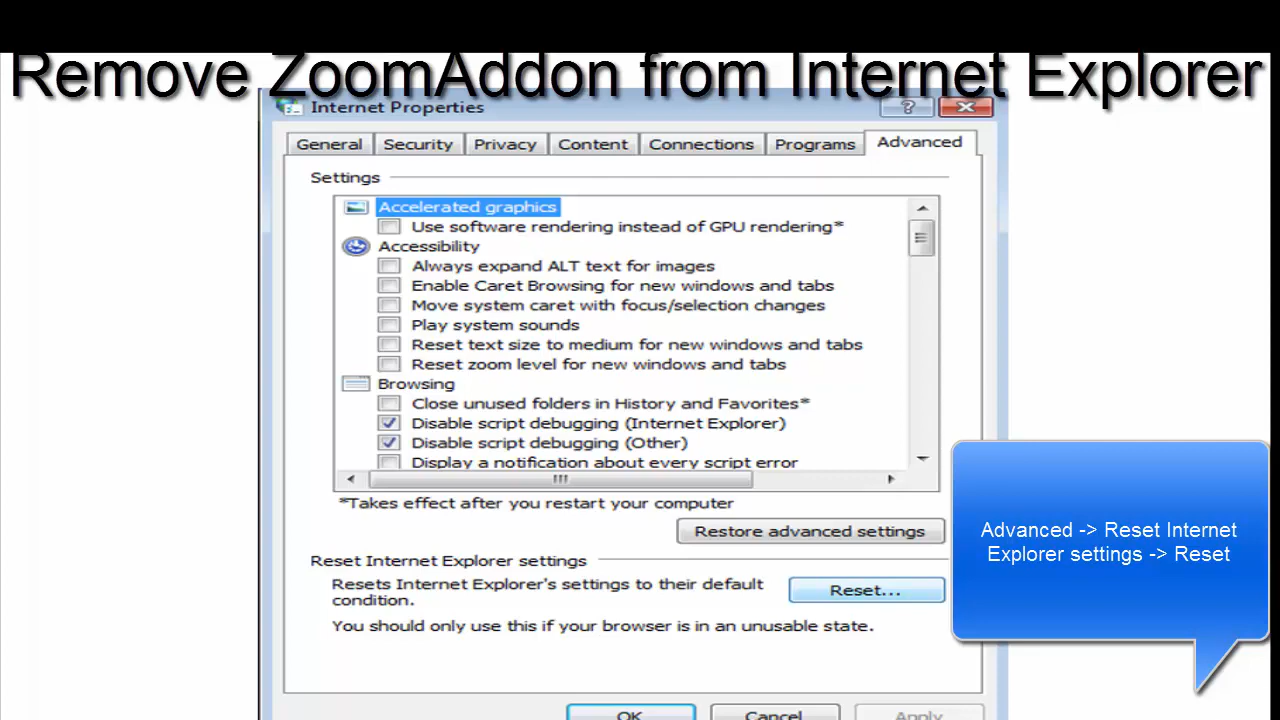 Remove ZoomAddon from Internet Explorer
Internet Properties
?
General Security Privacy Content Connections Programs Advanced
Settings
Accelerated graphics
Use software rendering instead of GPU rendering*
Accessibility
Always expand ALT text for images
Enable Caret Browsing for new windows and tabs
Move system caret with focus/selection changes
Play system sounds
Reset text size to medium for new windows and tabs
Reset zoom level for new windows and tabs
Browsing
Close unused folders in History and Favorites*
Disable script debugging (Internet Explorer)
Disable script debugging (Other)
Display a notification about every script error
*Takes effect after you restart your computer
Restore advanced settings
Reset Internet Explorer settings
Resets Internet Explorer's settings to their default
condition.
Reset...
You should only use this if your browser is in an unusable state.
OK Cancel Apply
Advanced -> Reset Internet
Explorer settings -> Reset